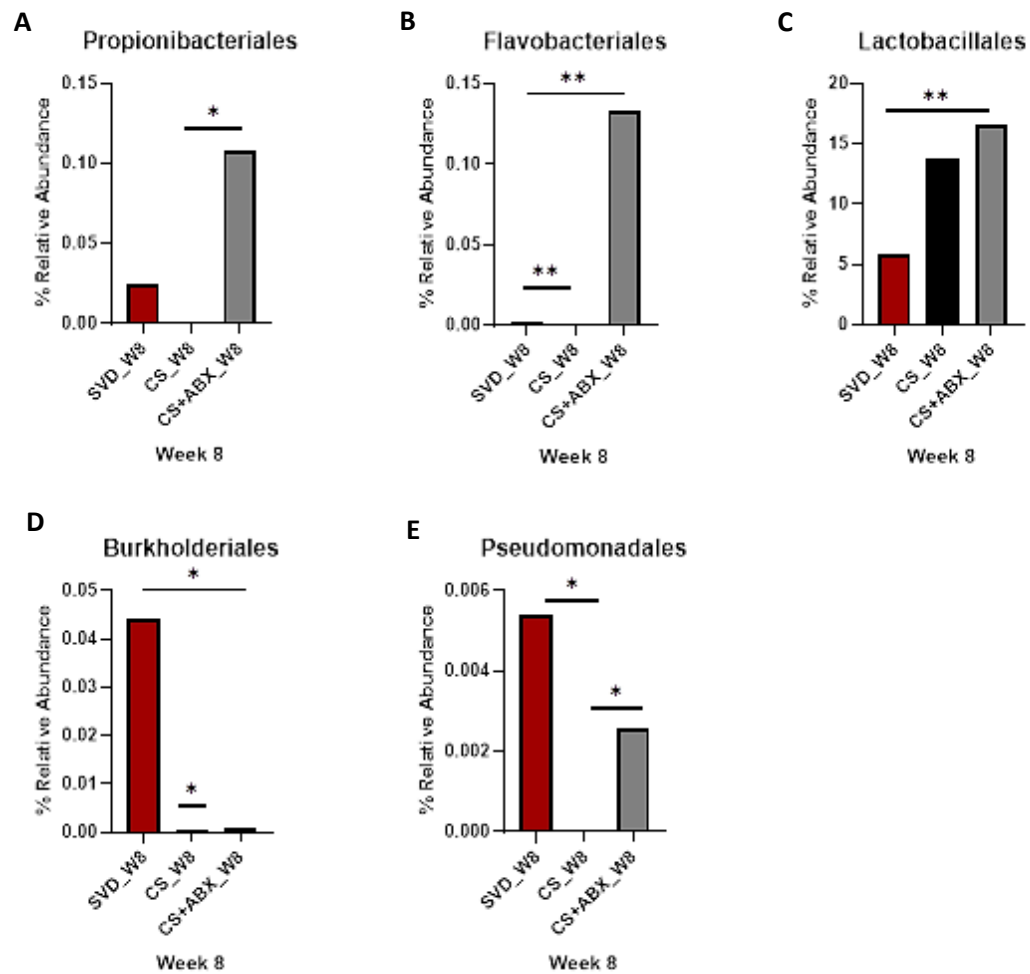 A
Propionibacteriales
% Relative Abundance
0.15
0.10
0.05
0.00
*
SVD_W8
CS_W8
CS+ABX_W8
Week 8
B
Flavobacteriales
% Relative Abundance
0.15
0.10
0.05
0.00
**
**
SVD_W8
CS_W8
CS+ABX_W8
Week 8
C
Lactobacillales
% Relative Abundance
20
15
10
5
0
**
SVD_W8
CS_W8
CS+ABX_W8
Week 8
D
Burkholderiales
% Relative Abundance
0.05
0.04
0.03
0.02
0.01
0.00
*
*
SVD_W8
CS_W8
CS+ABX_W8
Week 8
E
Pseudomonadales
% Relative Abundance
0.006
0.004
0.002
0.000
*
*
SVD_W8
CS_W8
CS+ABX_W8
Week 8